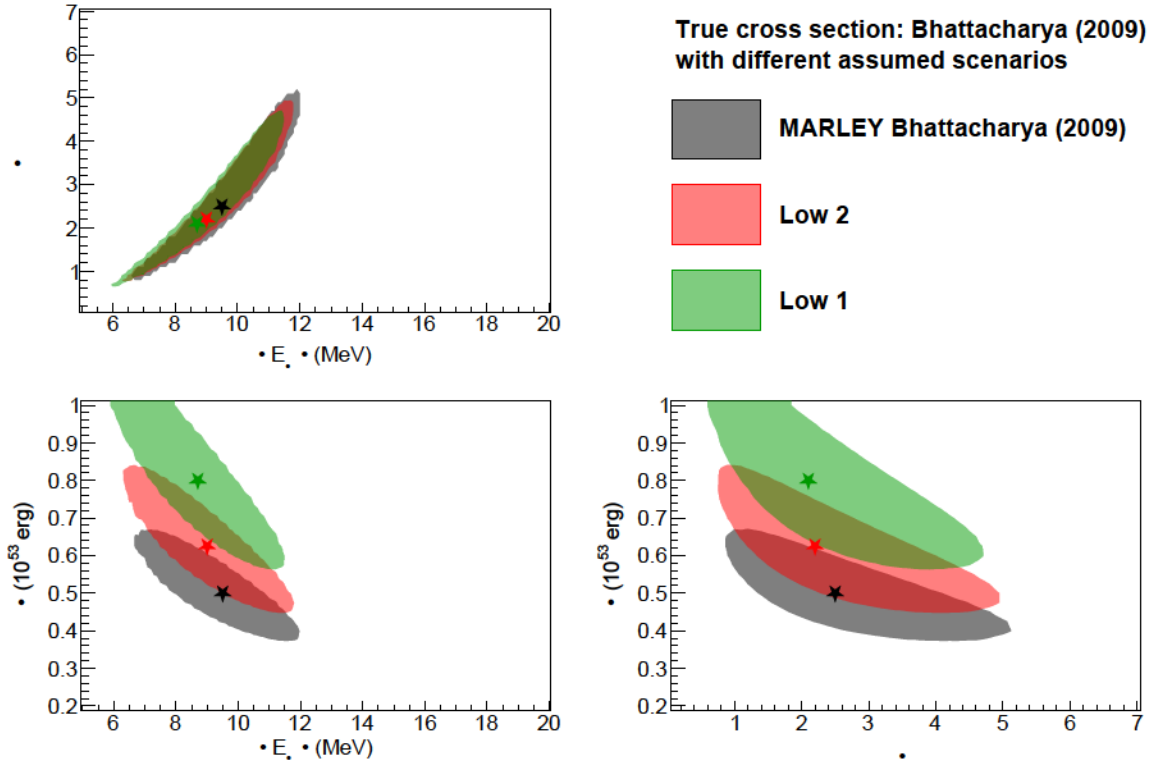 7
6
5
4
3
2
1
•
6 8 10 12 14 16 18 20
• E• • (MeV)
True cross section: Bhattacharya (2009)
with different assumed scenarios
MARLEY Bhattacharya (2009)
Low 2
Low 1
1
0.9
0.8
0.7
0.6
0.5
0.4
0.3
0.2
• (10⁵³ erg)
6 8 10 12 14 16 18 20
• E• • (MeV)
1
0.9
0.8
0.7
0.6
0.5
0.4
0.3
0.2
• (10⁵³ erg)
1 2 3 4 5 6 7
•